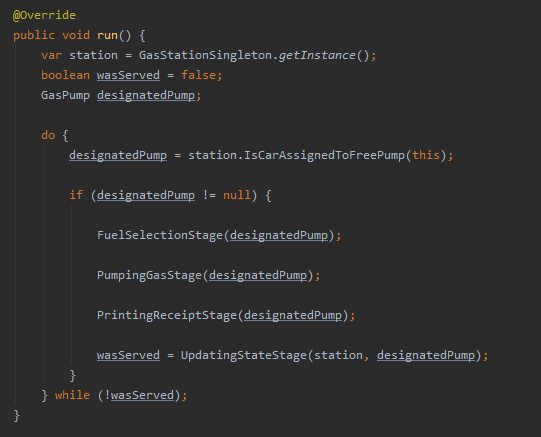 @Override
public void run() {
    var station = GasStationSingleton.getInstance();
    boolean wasServed = false;
    GasPump designatedPump;

    do {
        designatedPump = station.IsCarAssignedToFreePump(this);

        if (designatedPump != null) {

            FuelSelectionStage(designatedPump);

            PumpingGasStage(designatedPump);

            PrintingReceiptStage(designatedPump);

            wasServed = UpdatingStateStage(station, designatedPump);
        }
    } while (!wasServed);
}